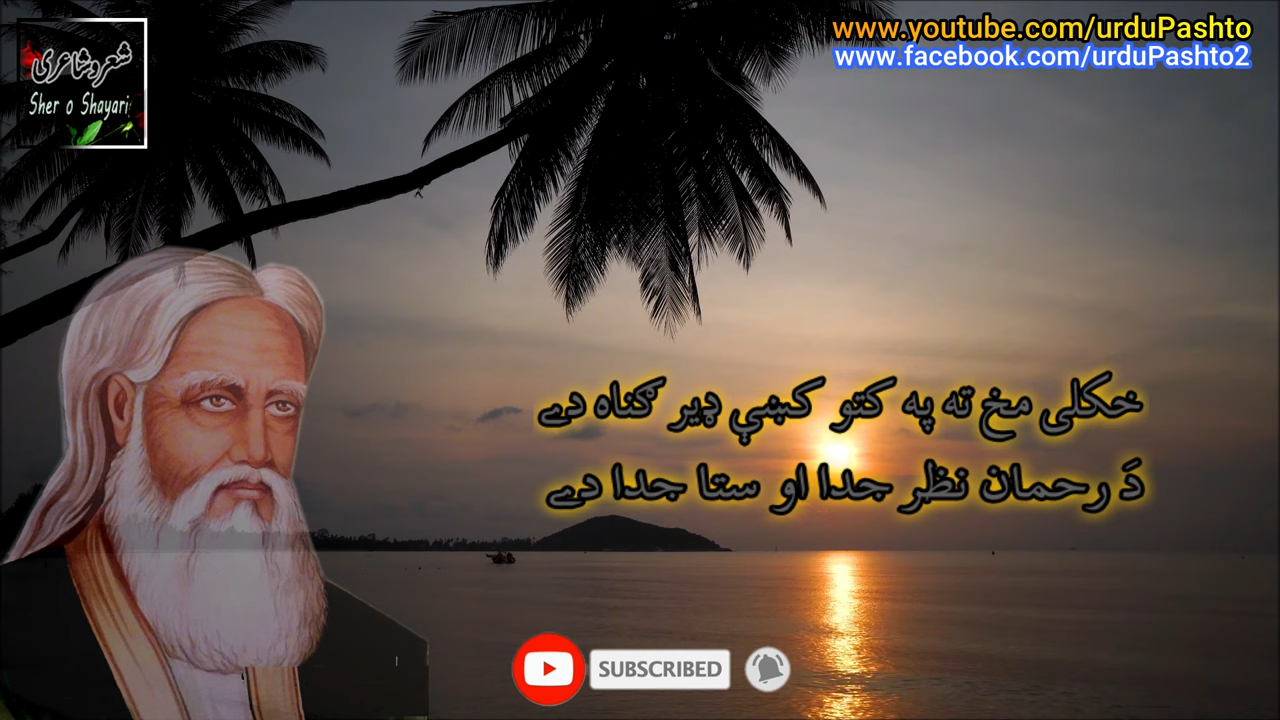 www.youtube.com/urduPashto
www.facebook.com/urduPashto2
شعروشاعری
Sher o Shayari
خکلی مخ ته په کتو کښې ډیر ګناه دے
دَ رحمان نظر جدا او ستا جدا دے
SUBSCRIBED